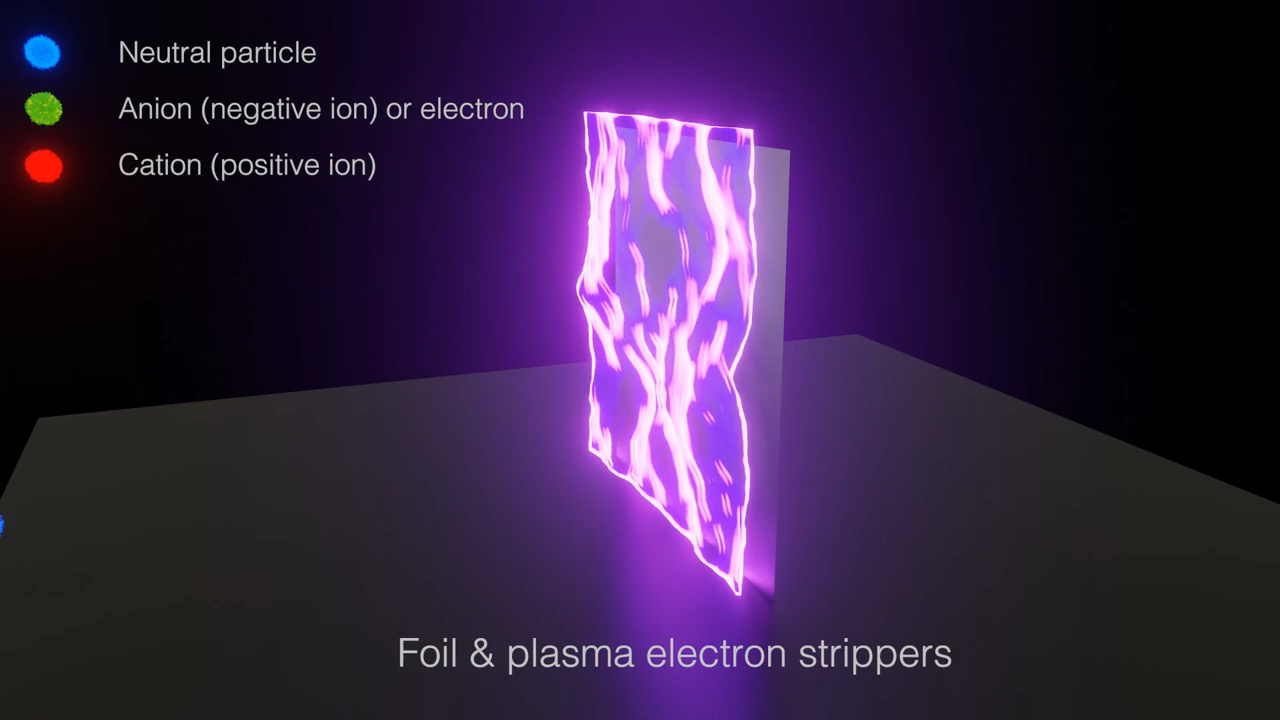 Neutral particle
Anion (negative ion) or electron
Cation (positive ion)
Foil & plasma electron strippers